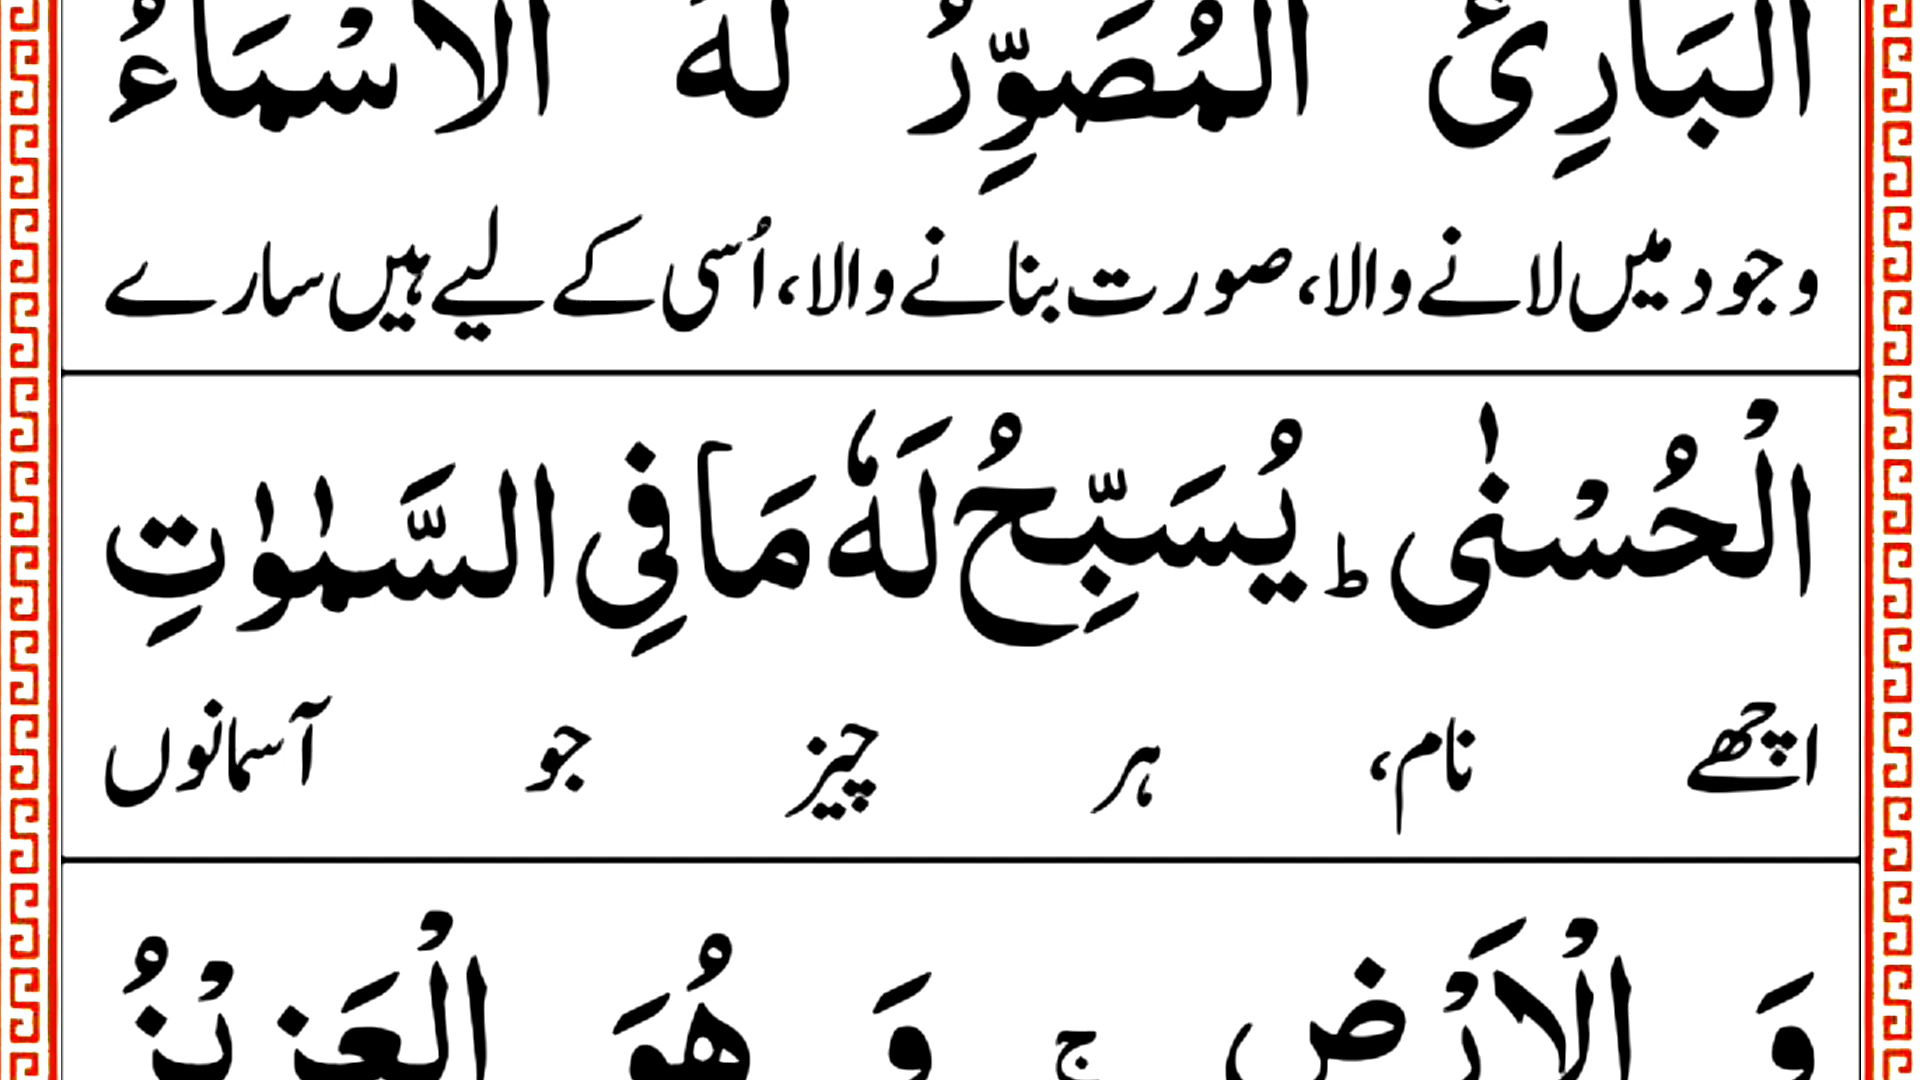 الْبَارِئُ الْمُصَوِّرُ لَهُ الْاَسْمَاءُ
وجود میں لانے والا، صورت بنانے والا، اُسی کے لیے ہیں سارے
الْحُسْنٰى ؕ يُسَبِّحُ لَهٗ مَا فِي السَّمٰوٰتِ
اچھے نام، ہر چیز جو آسمانوں
وَ الْاَرْضِ ۚ وَ هُوَ الْعَزِيْزُ